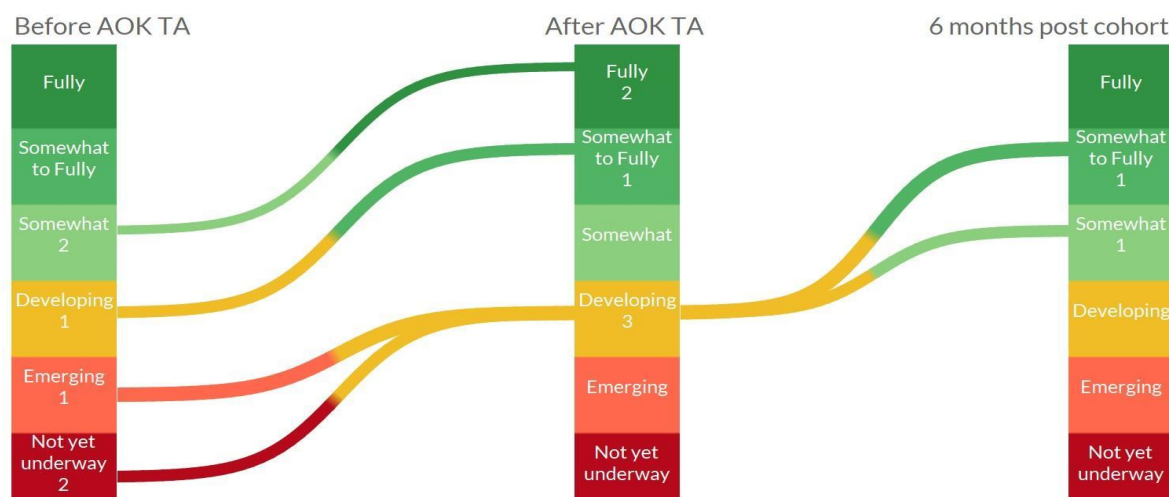 Before AOK TA
After AOK TA
6 months post cohort
Fully
Somewhat
to Fully
Somewhat
2
Developing
1
Emerging
1
Not yet
underway
2
Fully
2
Somewhat
to Fully
1
Somewhat
Developing
3
Emerging
Not yet
underway
Fully
Somewhat
to Fully
1
Somewhat
1
Developing
Emerging
Not yet
underway